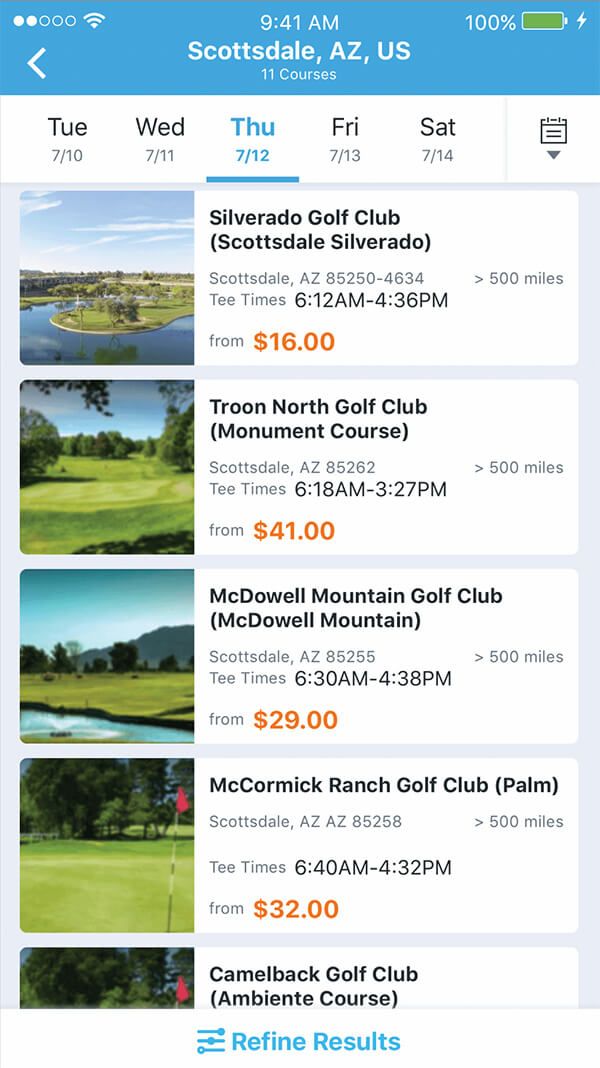 9:41 AM
100%
Scottsdale, AZ, US
11 Courses
Tue
Wed
Thu
Fri
Sat
7/10
7/11
7/12
7/13
7/14
Silverado Golf Club
(Scottsdale Silverado)
Scottsdale, AZ 85250-4634
> 500 miles
Tee Times 6:12AM-4:36PM
from $16.00
Troon North Golf Club
(Monument Course)
Scottsdale, AZ 85262
> 500 miles
Tee Times 6:18AM-3:27PM
from $41.00
McDowell Mountain Golf Club
(McDowell Mountain)
Scottsdale, AZ 85255
> 500 miles
Tee Times 6:30AM-4:38PM
from $29.00
McCormick Ranch Golf Club (Palm)
Scottsdale, AZ AZ 85258
> 500 miles
Tee Times 6:40AM-4:32PM
from $32.00
Camelback Golf Club
(Ambiente Course)
Refine Results